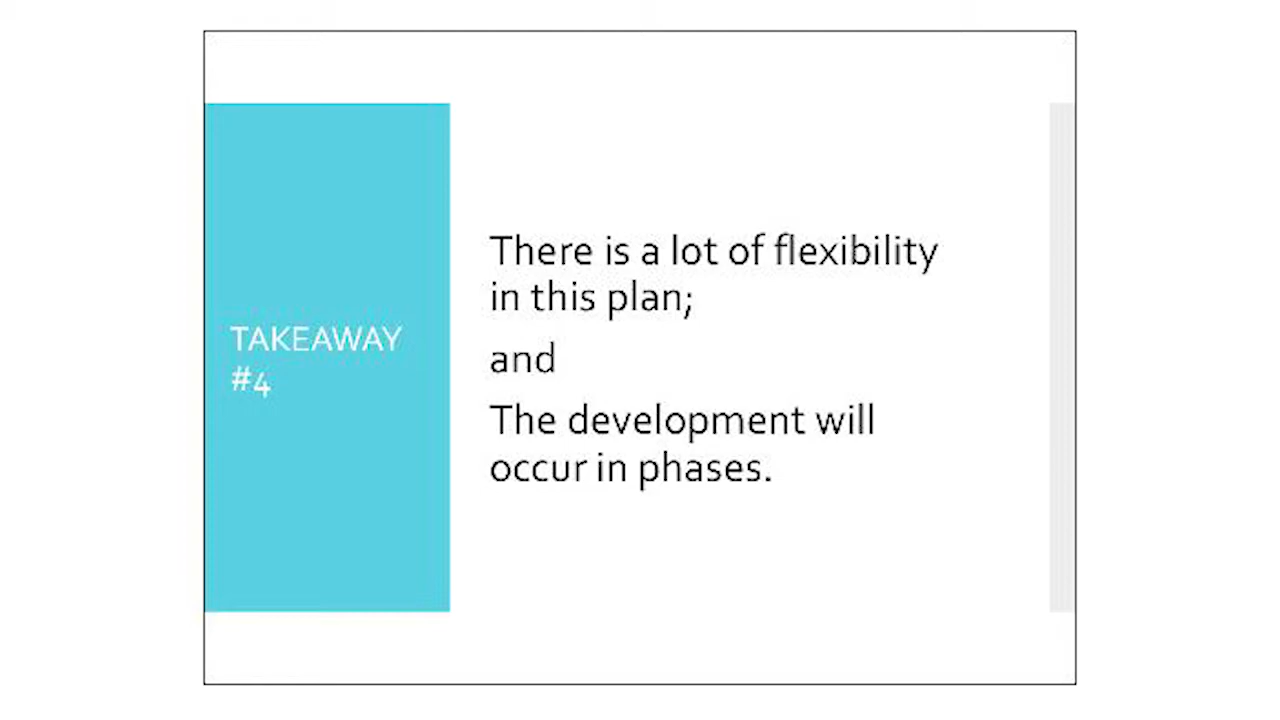 TAKEAWAY
#4
There is a lot of flexibility
in this plan;
and
The development will
occur in phases.